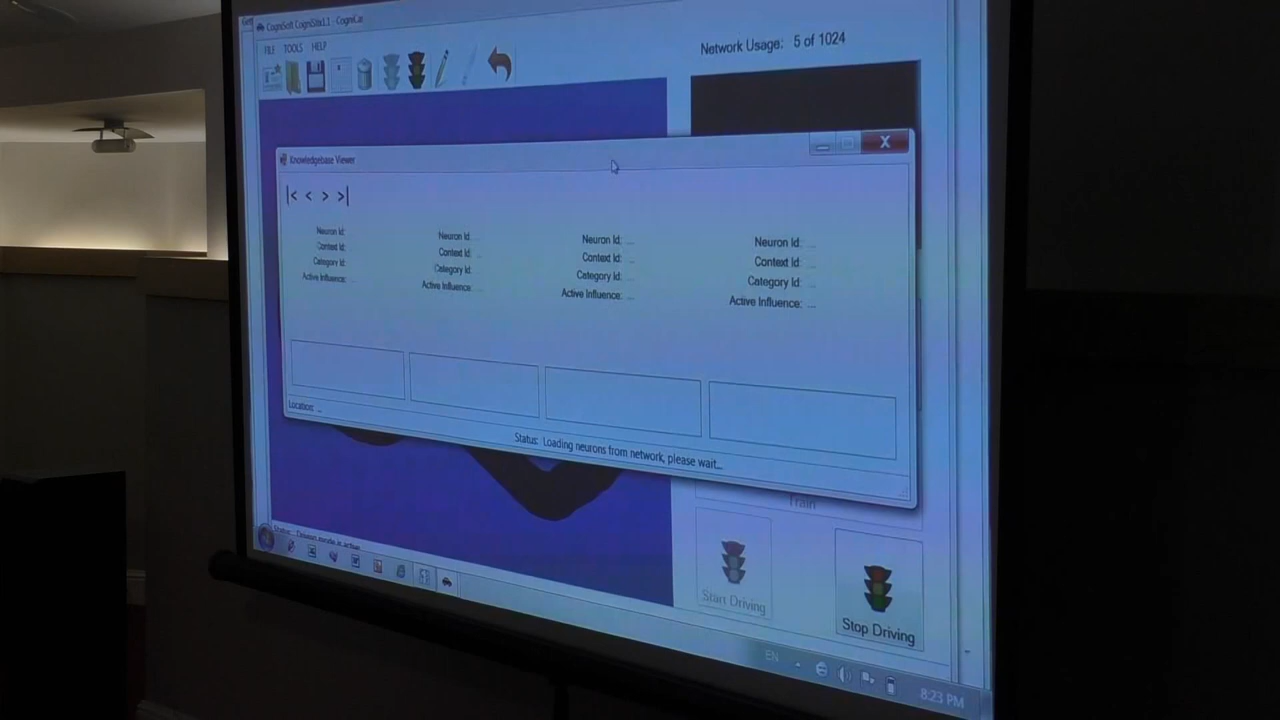 CogniSoft CogniSta1.1 - CogniCar
FILE TOOLS HELP
Network Usage: 5 of 1024
Knowledgebase Viewer
X
|< < > >|
Neuron Id:
Context Id:
Category Id:
Active Influence: ...
Neuron Id: ...
Context Id: ...
Category Id:
Active Influence: ...
Neuron Id: ...
Context Id: ...
Category Id: ...
Active Influence: ...
Neuron Id: ...
Context Id: ...
Category Id: ...
Active Influence: ...
Location: ...
Status: Loading neurons from network, please wait...
Train
Start Driving
Stop Driving
EN
8:23 PM